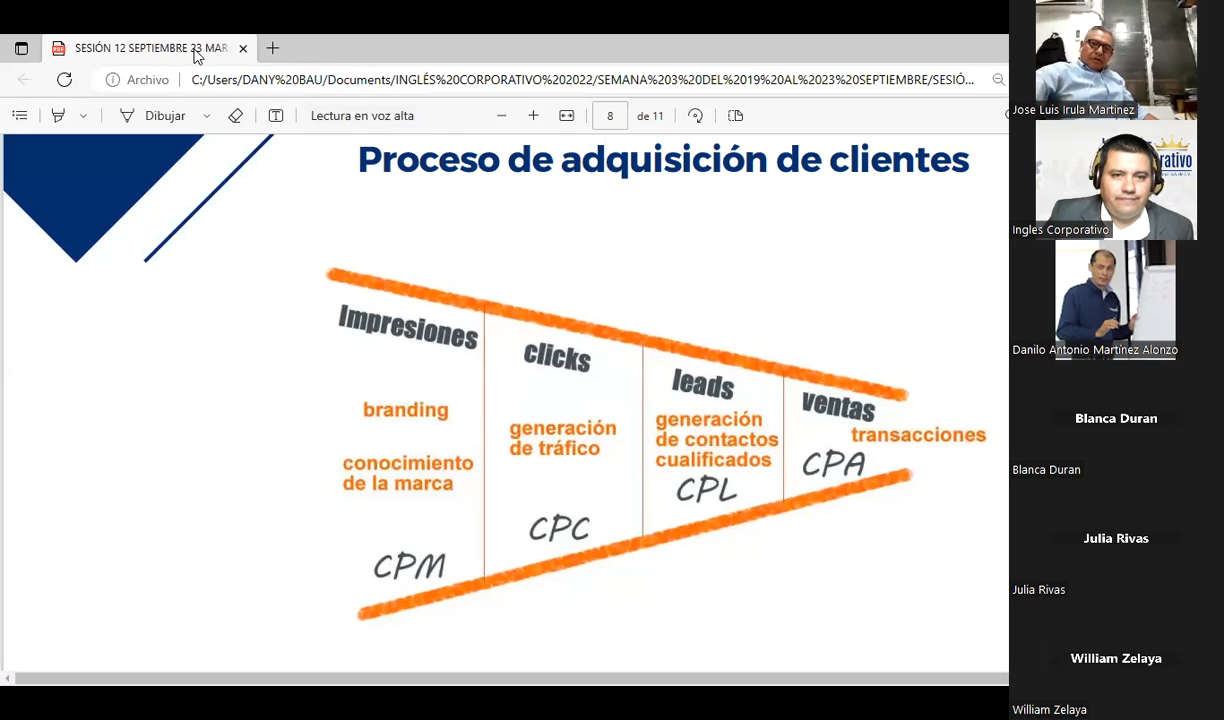 SESIÓN 12 SEPTIEMBRE 23 MAR
Archivo
C:/Users/DANY%20BAU/Documents/INGLÉS%20CORPORATIVO%202022/SEMANA%203%20DEL%2019%20AL%2023%20SEPTIEMBRE/SESIÓ...
Dibujar
Lectura en voz alta
8
de 11
Proceso de adquisición de clientes
Impresiones
branding
conocimiento
de la marca
CPM
clicks
generación
de tráfico
CPC
leads
generación
de contactos
cualificados
CPL
ventas
transacciones
CPA
Jose Luis Irula Martinez
rativo
Ingles Corporativo
Danilo Antonio Martínez Alonzo
Blanca Duran
Blanca Duran
Julia Rivas
Julia Rivas
William Zelaya
William Zelaya